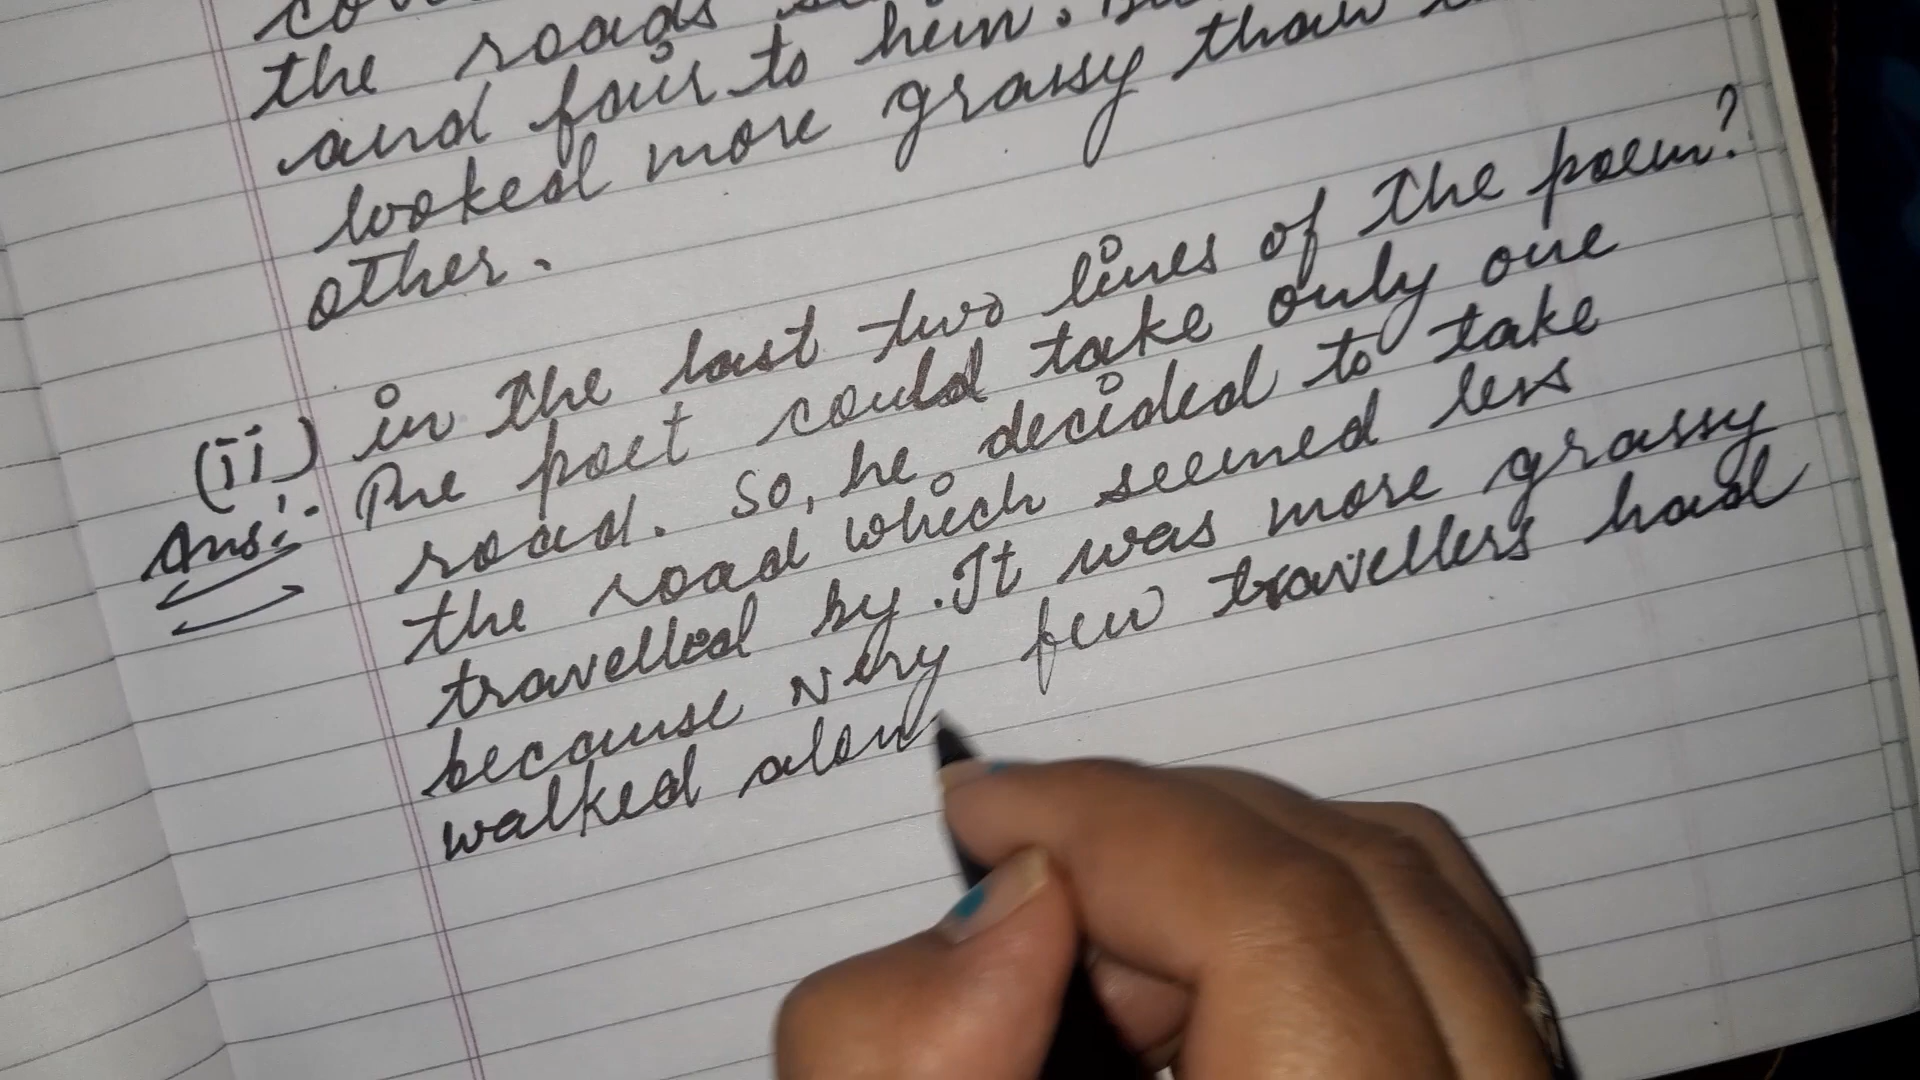 the roads
and fair to him.
looked more grassy than
other.
(ii) in the last two lines of the poem?
Ans:- The poet could take only one
road. So, he decided to take
the road which seemed less
travelled by. It was more grassy
because very few travellers had
walked alon